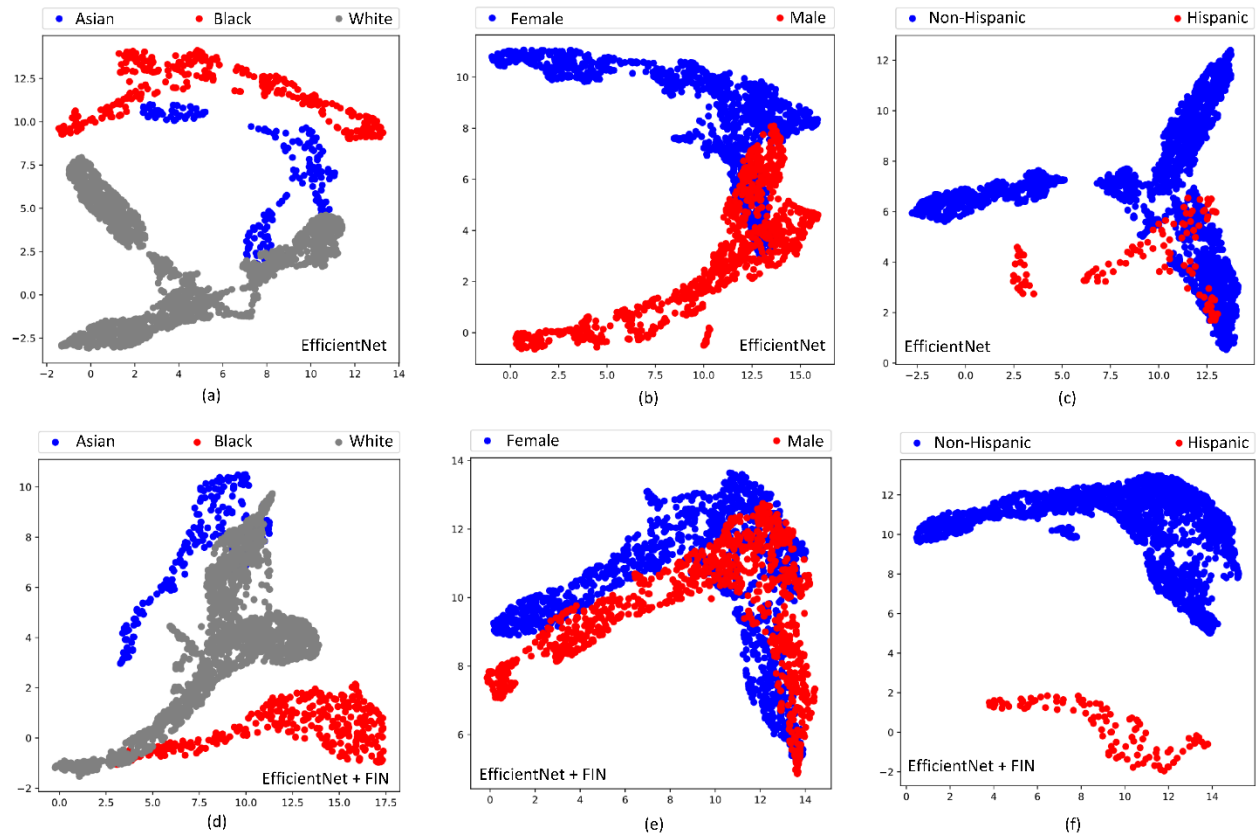 Asian Black White
12.5
10.0
7.5
5.0
2.5
0.0
−2.5
EfficientNet
−2 0 2 4 6 8 10 12 14
(a)
Female Male
10
8
6
4
2
0
EfficientNet
0.0 2.5 5.0 7.5 10.0 12.5 15.0
(b)
Non-Hispanic Hispanic
12
10
8
6
4
2
0
EfficientNet
−2.5 0.0 2.5 5.0 7.5 10.0 12.5
(c)
Asian Black White
10
8
6
4
2
0
−2
EfficientNet + FIN
0.0 2.5 5.0 7.5 10.0 12.5 15.0 17.5
(d)
Female Male
14
12
10
8
6
EfficientNet + FIN
0 2 4 6 8 10 12 14
(e)
Non-Hispanic Hispanic
12
10
8
6
4
2
0
−2
EfficientNet + FIN
0 2 4 6 8 10 12 14
(f)